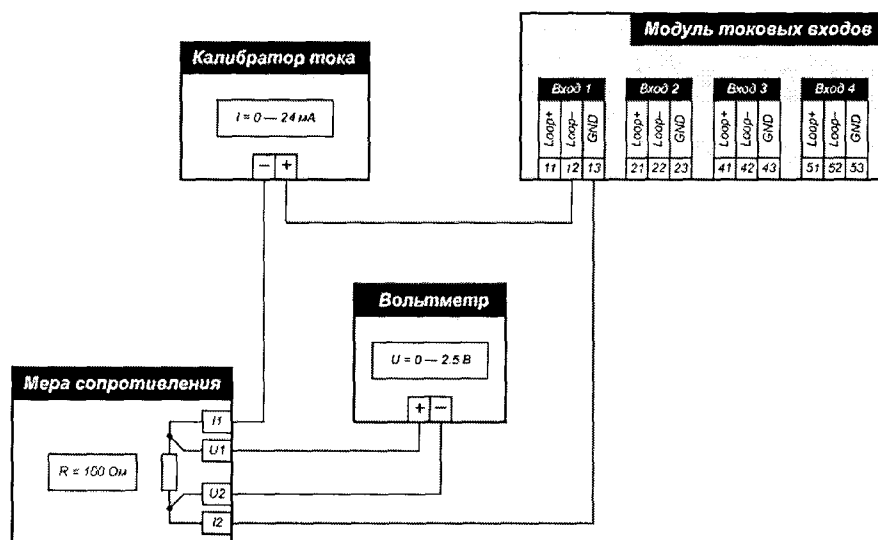 Модуль токовых входов
Калибратор тока
I = 0 — 24 мА
− +
Вход 1 Вход 2 Вход 3 Вход 4
Loop+ Loop− GND Loop+ Loop− GND Loop+ Loop− GND Loop+ Loop− GND
11 12 13 21 22 23 41 42 43 51 52 53
Вольтметр
U = 0 — 2.5 В
+ −
Мера сопротивления
R = 100 Ом
I1
U1
U2
I2